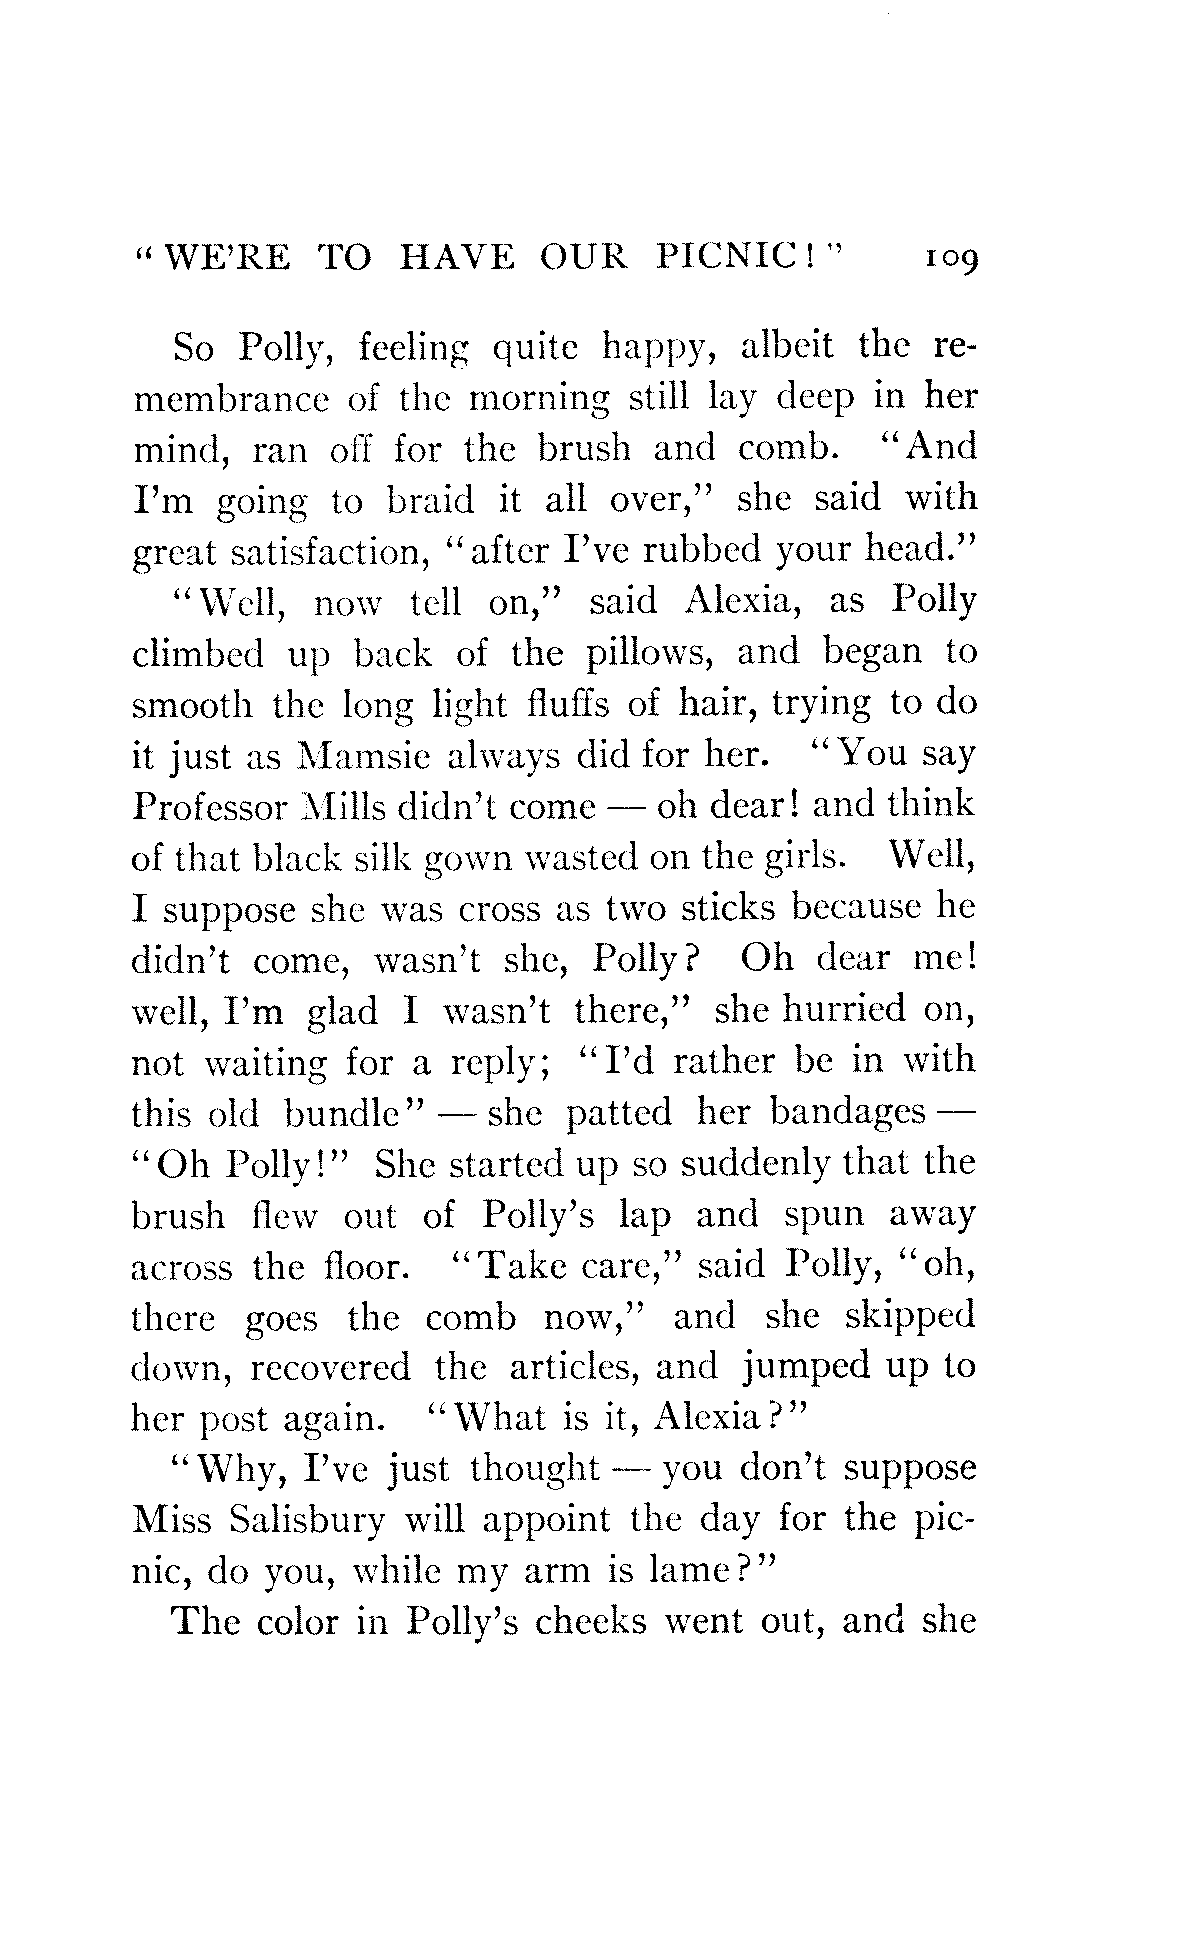 “WE’RE TO HAVE OUR PICNIC!” 109
So Polly, feeling quite happy, albeit the re-
membrance of the morning still lay deep in her
mind, ran off for the brush and comb. “And
I’m going to braid it all over,” she said with
great satisfaction, “after I’ve rubbed your head.”
“Well, now tell on,” said Alexia, as Polly
climbed up back of the pillows, and began to
smooth the long light fluffs of hair, trying to do
it just as Mamsie always did for her. “You say
Professor Mills didn’t come — oh dear! and think
of that black silk gown wasted on the girls. Well,
I suppose she was cross as two sticks because he
didn’t come, wasn’t she, Polly? Oh dear me!
well, I’m glad I wasn’t there,” she hurried on,
not waiting for a reply; “I’d rather be in with
this old bundle” — she patted her bandages —
“Oh Polly!” She started up so suddenly that the
brush flew out of Polly’s lap and spun away
across the floor. “Take care,” said Polly, “oh,
there goes the comb now,” and she skipped
down, recovered the articles, and jumped up to
her post again. “What is it, Alexia?”
“Why, I’ve just thought — you don’t suppose
Miss Salisbury will appoint the day for the pic-
nic, do you, while my arm is lame?”
The color in Polly’s cheeks went out, and she